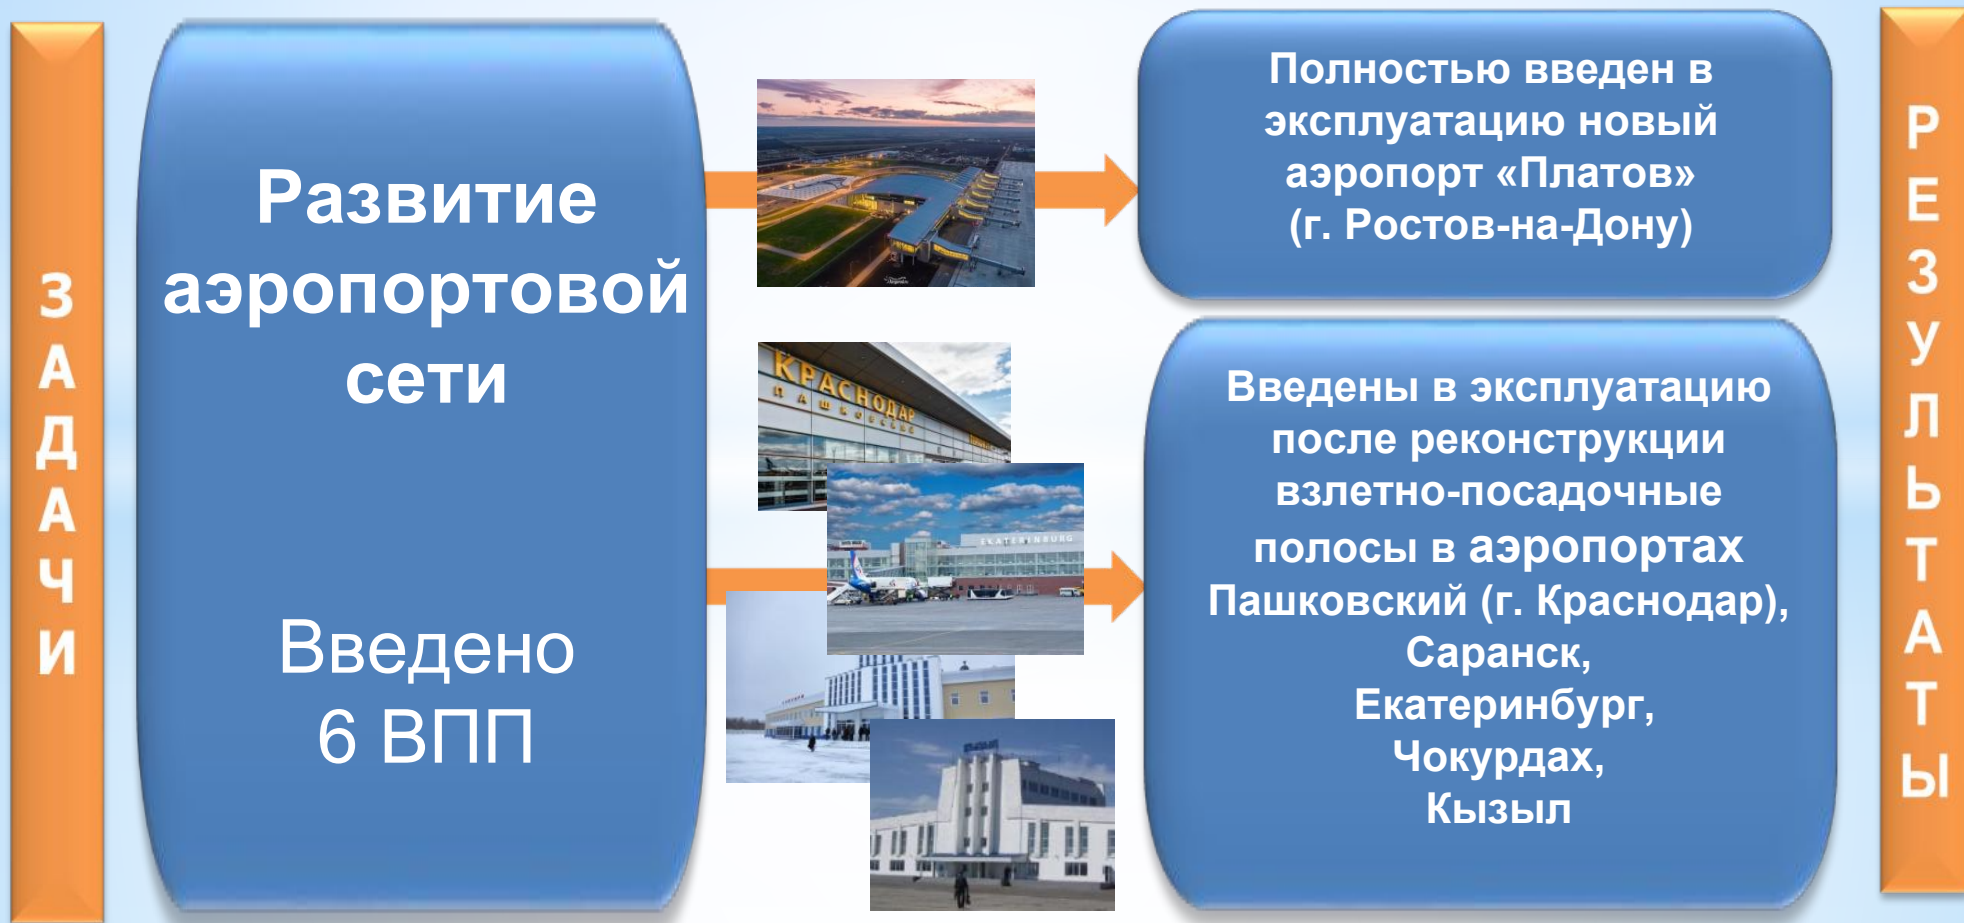 ЗАДАЧИ
Развитие
аэропортовой
сети
Введено
6 ВПП
КРАСНОДАР
ПАШКОВСКИЙ
EKATERINBURG
Полностью введен в
эксплуатацию новый
аэропорт «Платов»
(г. Ростов-на-Дону)
Введены в эксплуатацию
после реконструкции
взлетно-посадочные
полосы в аэропортах
Пашковский (г. Краснодар),
Саранск,
Екатеринбург,
Чокурдах,
Кызыл
РЕЗУЛЬТАТЫ